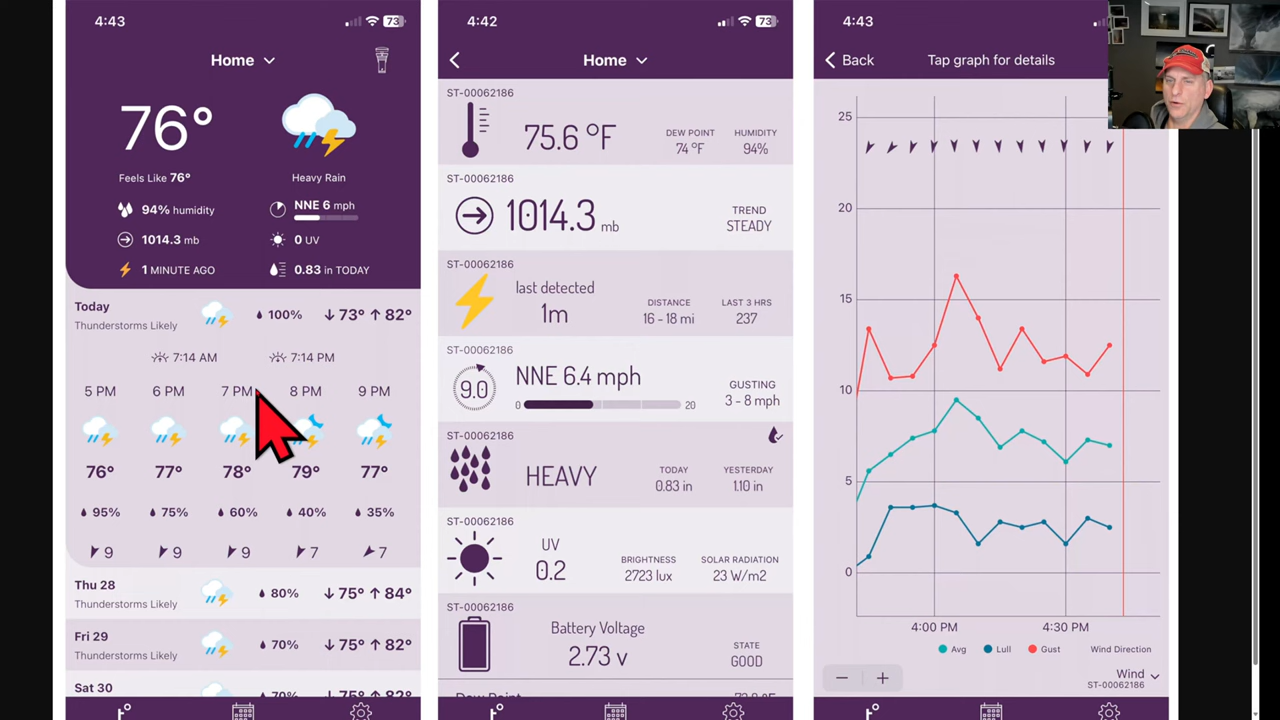 4:43
73
Home
76°
Feels Like 76°
Heavy Rain
94% humidity
NNE 6 mph
1014.3 mb
0 UV
1 MINUTE AGO
0.83 in TODAY
Today
Thunderstorms Likely
100%
73° 82°
7:14 AM
7:14 PM
5 PM 6 PM 7 PM 8 PM 9 PM
76° 77° 78° 79° 77°
95% 75% 60% 40% 35%
9 9 9 7 7
Thu 28
Thunderstorms Likely
80%
75° 84°
Fri 29
Thunderstorms Likely
70%
75° 82°
Sat 30
70%
75° 82°
4:42
73
Home
ST-00062186
75.6 °F
DEW POINT
74 °F
HUMIDITY
94%
ST-00062186
1014.3 mb
TREND
STEADY
ST-00062186
last detected
1m
DISTANCE
16 - 18 mi
LAST 3 HRS
237
ST-00062186
9.0
NNE 6.4 mph
0 20
GUSTING
3 - 8 mph
ST-00062186
HEAVY
TODAY
0.83 in
YESTERDAY
1.10 in
ST-00062186
UV
0.2
BRIGHTNESS
2723 lux
SOLAR RADIATION
23 W/m2
ST-00062186
Battery Voltage
2.73 v
STATE
GOOD
Dew Point
4:43
Back
Tap graph for details
25
20
15
10
5
0
4:00 PM 4:30 PM
Avg Lull Gust Wind Direction
Wind
ST-00062186